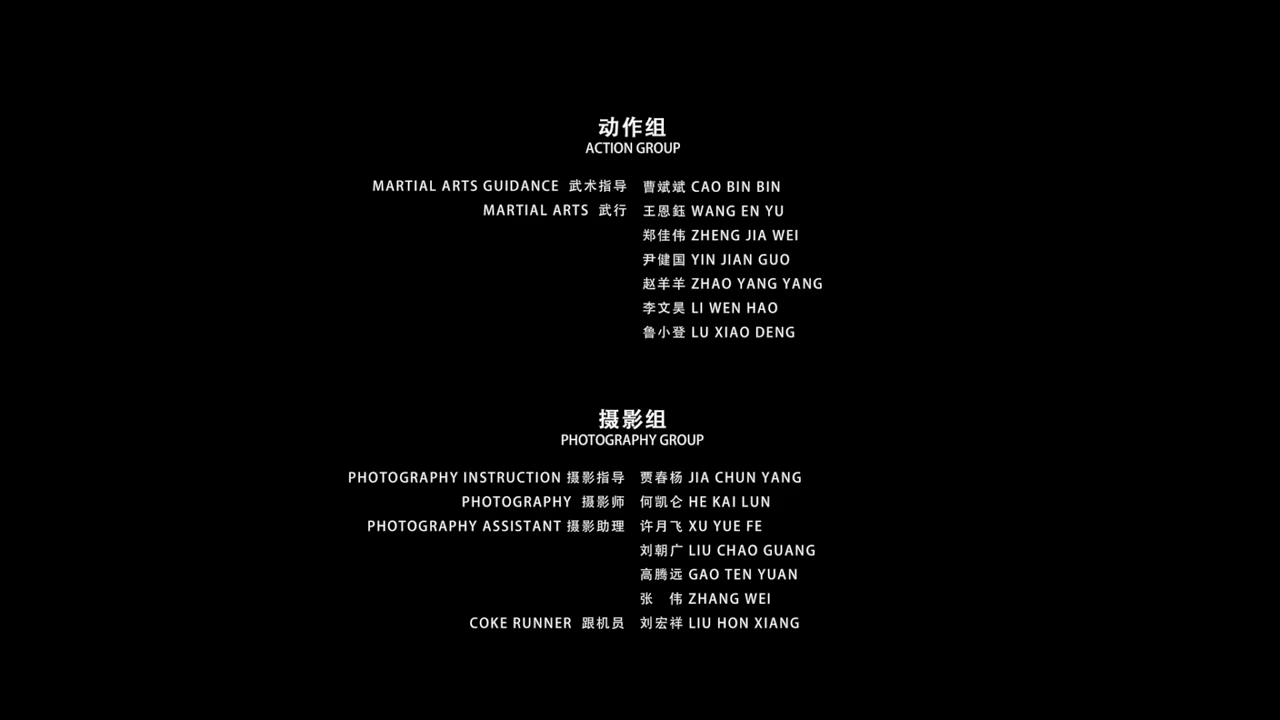 动作组
ACTION GROUP
MARTIAL ARTS GUIDANCE 武术指导 曹斌斌 CAO BIN BIN
MARTIAL ARTS 武行 王恩鈺 WANG EN YU
郑佳伟 ZHENG JIA WEI
尹健国 YIN JIAN GUO
赵羊羊 ZHAO YANG YANG
李文昊 LI WEN HAO
鲁小登 LU XIAO DENG
摄影组
PHOTOGRAPHY GROUP
PHOTOGRAPHY INSTRUCTION 摄影指导 贾春杨 JIA CHUN YANG
PHOTOGRAPHY 摄影师 何凯仑 HE KAI LUN
PHOTOGRAPHY ASSISTANT 摄影助理 许月飞 XU YUE FE
刘朝广 LIU CHAO GUANG
高腾远 GAO TEN YUAN
张 伟 ZHANG WEI
COKE RUNNER 跟机员 刘宏祥 LIU HON XIANG